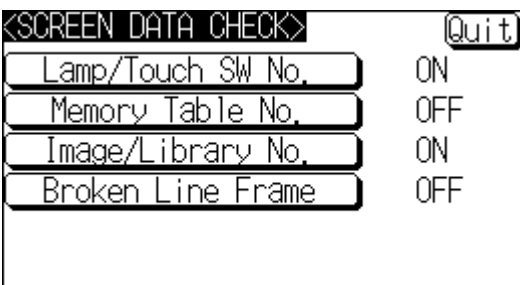 <SCREEN DATA CHECK> Quit
Lamp/Touch SW No. ON
Memory Table No. OFF
Image/Library No. ON
Broken Line Frame OFF